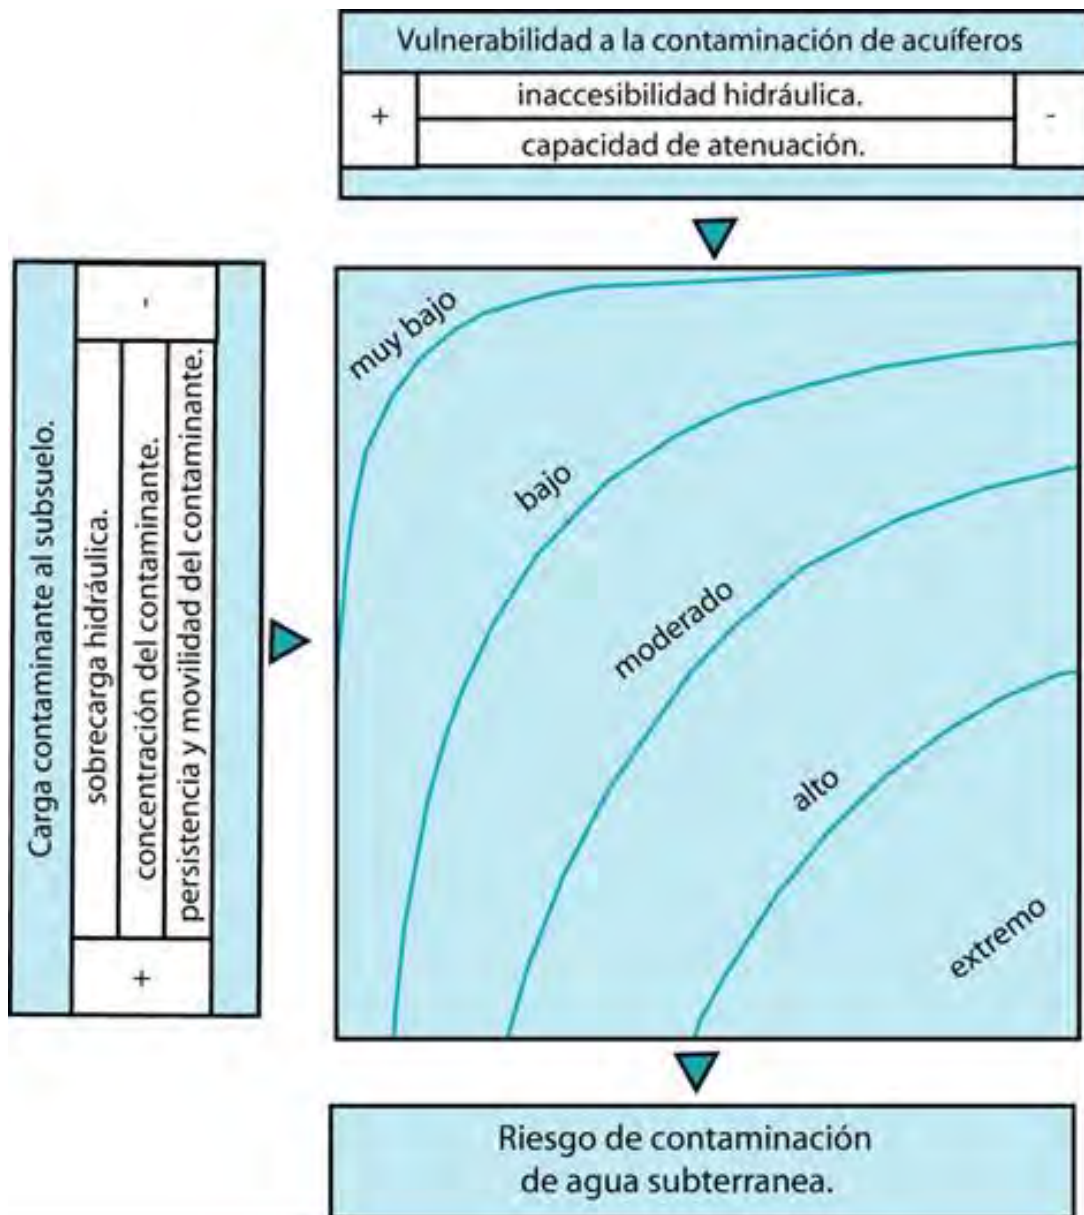 Vulnerabilidad a la contaminación de acuíferos
+
inaccesibilidad hidráulica.
-
capacidad de atenuación.
Carga contaminante al subsuelo.
-
sobrecarga hidráulica.
concentración del contaminante.
persistencia y movilidad del contaminante.
+
muy bajo
bajo
moderado
alto
extremo
Riesgo de contaminación
de agua subterranea.